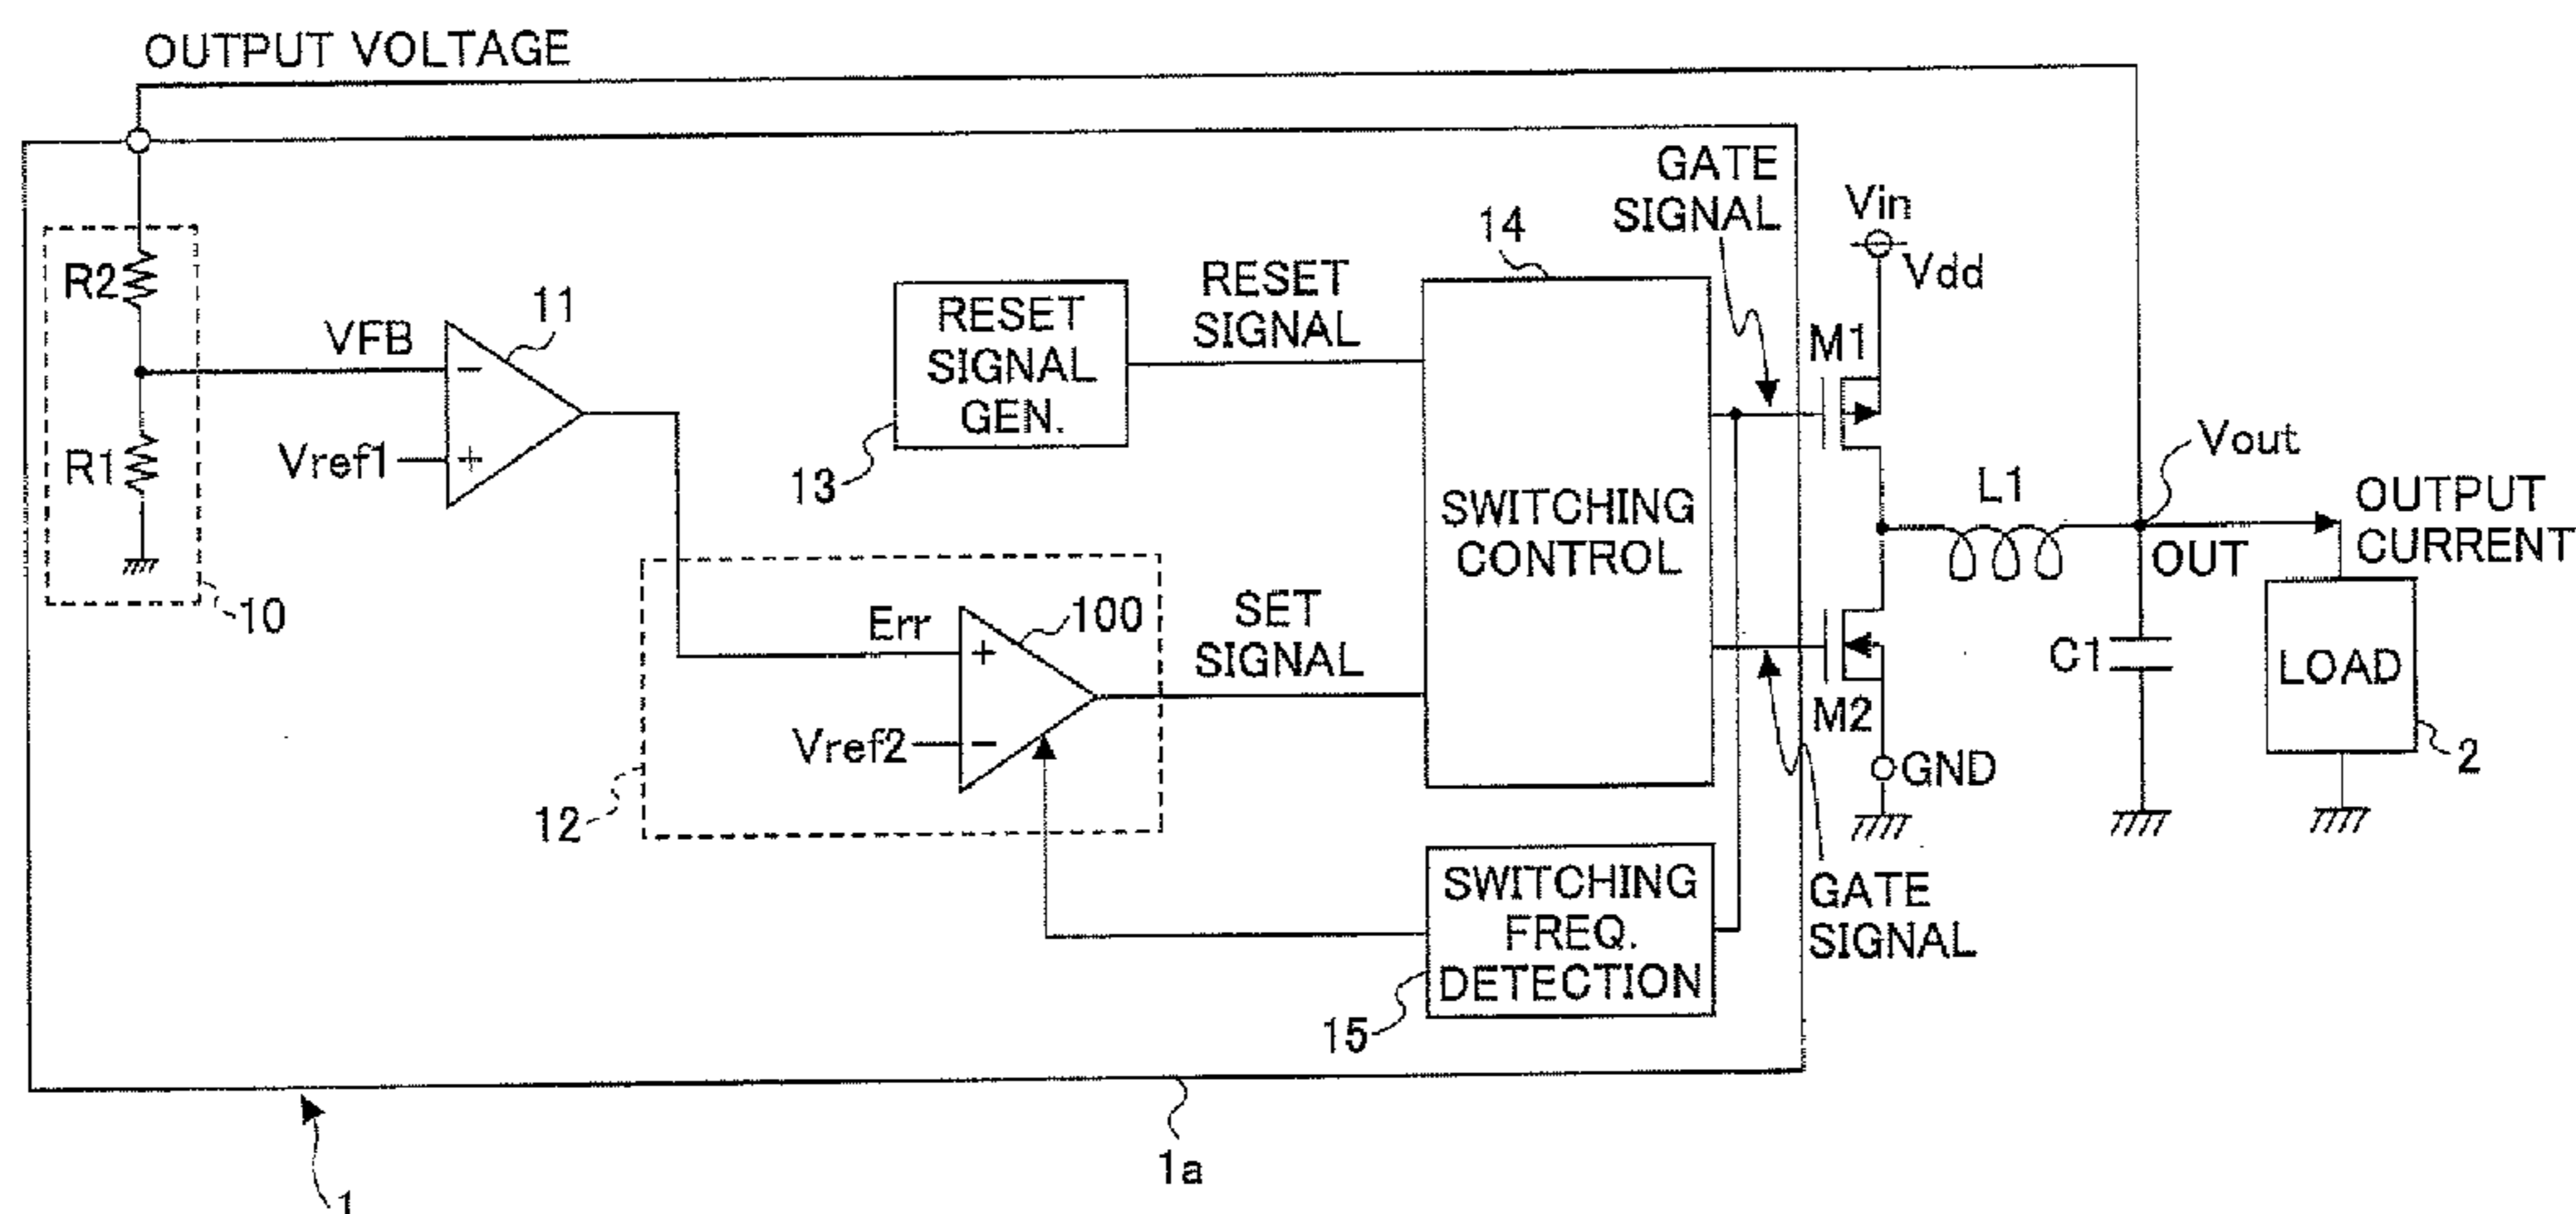 OUTPUT VOLTAGE
GATE
SIGNAL
Vin
Vdd
14
R2
11
VFB
−
RESET
SIGNAL
GEN.
RESET
SIGNAL
M1
R1
Vref1
+
13
SWITCHING
CONTROL
L1
Vout
OUT
OUTPUT
CURRENT
10
Err
+
100
SET
SIGNAL
C1
LOAD
M2
Vref2
−
12
GND
2
SWITCHING
FREQ.
DETECTION
GATE
SIGNAL
15
1a
1